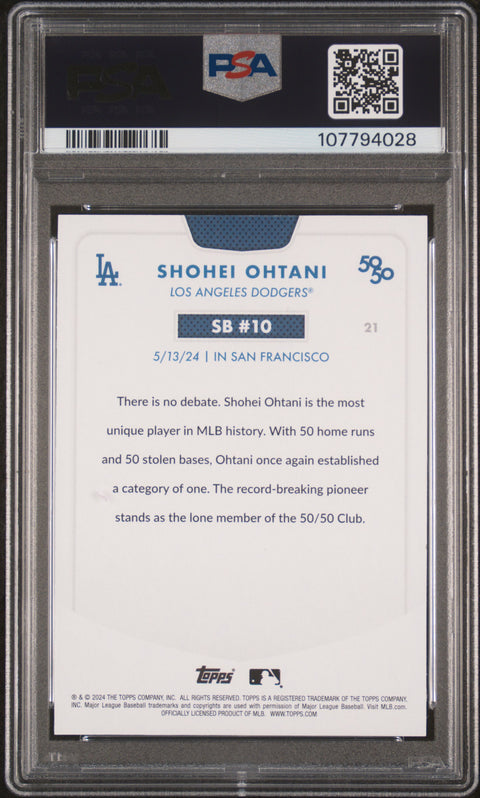 PSA
PSA
107794028
LA
SHOHEI OHTANI
50
50
LOS ANGELES DODGERS®
SB #10
21
5/13/24 | IN SAN FRANCISCO
There is no debate. Shohei Ohtani is the most
unique player in MLB history. With 50 home runs
and 50 stolen bases, Ohtani once again established
a category of one. The record-breaking pioneer
stands as the lone member of the 50/50 Club.
topps
® & © 2024 THE TOPPS COMPANY, INC. ALL RIGHTS RESERVED. TOPPS IS A REGISTERED TRADEMARK OF THE TOPPS COMPANY,
INC. Major League Baseball trademarks and copyrights are used with permission of Major League Baseball. Visit MLB.com.
OFFICIALLY LICENSED PRODUCT OF MLB. WWW.TOPPS.COM
PSA